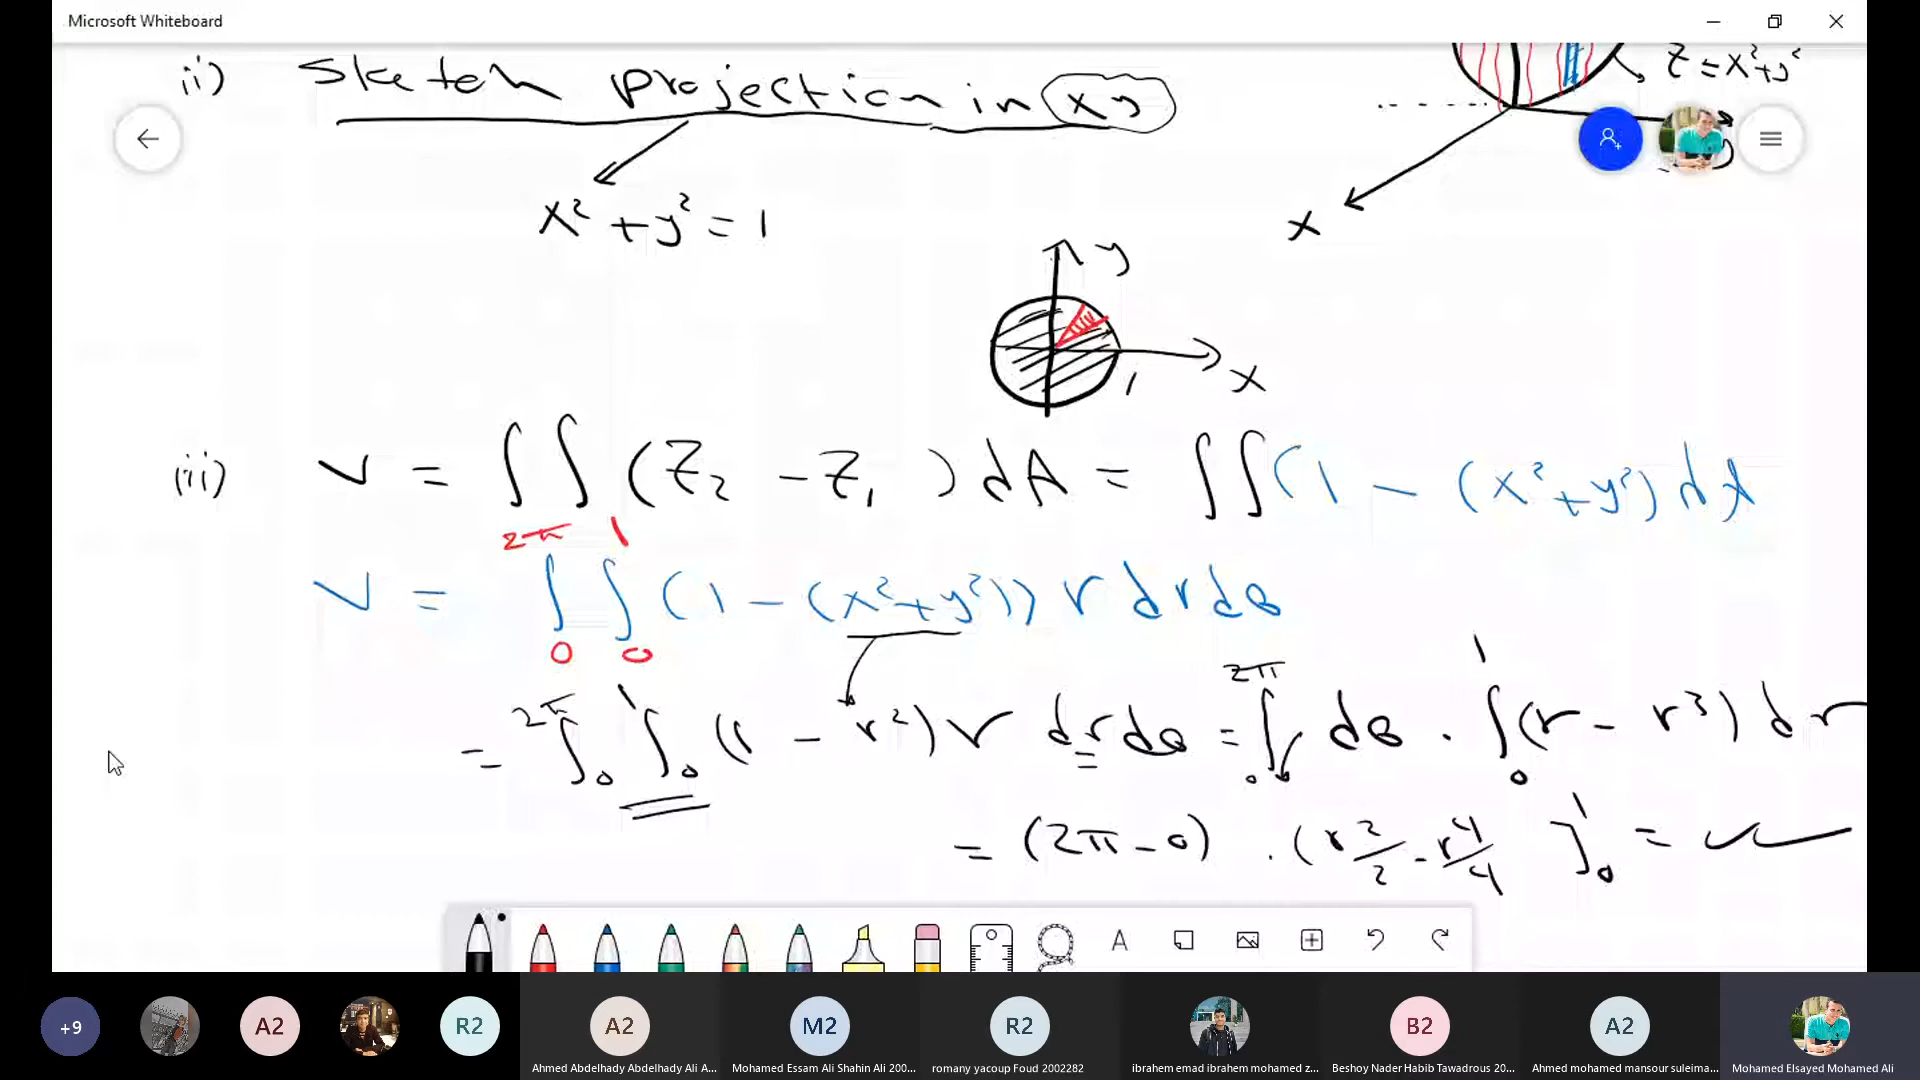 Microsoft Whiteboard
ii) Sketch projection in xy
z = x² + y²
x² + y² = 1
x
y
1
x
(iii) V = ∫∫ (Z₂ - Z₁) dA = ∫∫ (1 - (x² + y²) dA
V = ∫₀^2π ∫₀^1 (1 - (x² + y²)) r dr dθ
= ∫₀^2π ∫₀^1 (1 - r²) r dr dθ = ∫₀^2π dθ · ∫₀^1 (r - r³) dr
= (2π - 0) · (r²/2 - r⁴/4 ]₀^1 =
A
+9
A2
R2
A2
M2
R2
B2
A2
Ahmed Abdelhady Abdelhady Ali A...
Mohamed Essam Ali Shahin Ali 200...
romany yacoup Foud 2002282
ibrahem emad ibrahem mohamed z...
Beshoy Nader Habib Tawadrous 20...
Ahmed mohamed mansour suleima...
Mohamed Elsayed Mohamed Ali